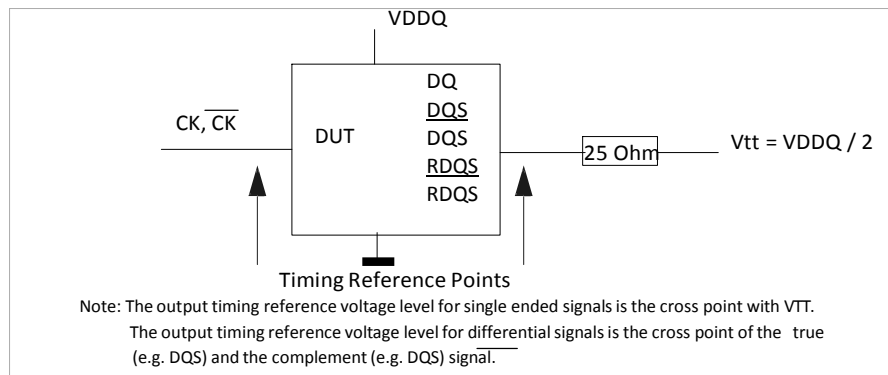 VDDQ
DQ
DQS
CK, CK
DUT
DQS
RDQS
RDQS
25 Ohm
Vtt = VDDQ / 2
Timing Reference Points
Note: The output timing reference voltage level for single ended signals is the cross point with VTT.
The output timing reference voltage level for differential signals is the cross point of the true
(e.g. DQS) and the complement (e.g. DQS) signal.